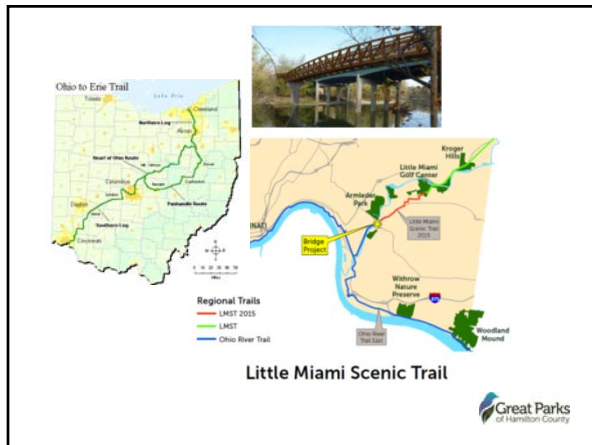 Ohio to Erie Trail
Lake Erie
Toledo
Cleveland
Northern Leg
Akron
Heart of Ohio Route
Columbus
Panhandle Route
Dayton
Southern Leg
Cincinnati
Kroger
Hills
Little Miami
Golf Center
Armleder
Park
Little Miami
Scenic Trail
2015
INATI
Bridge
Project
Withrow
Nature
Preserve
275
Ohio River
Trail East
Woodland
Mound
Regional Trails
LMST 2015
LMST
Ohio River Trail
Little Miami Scenic Trail
Great Parks
of Hamilton County